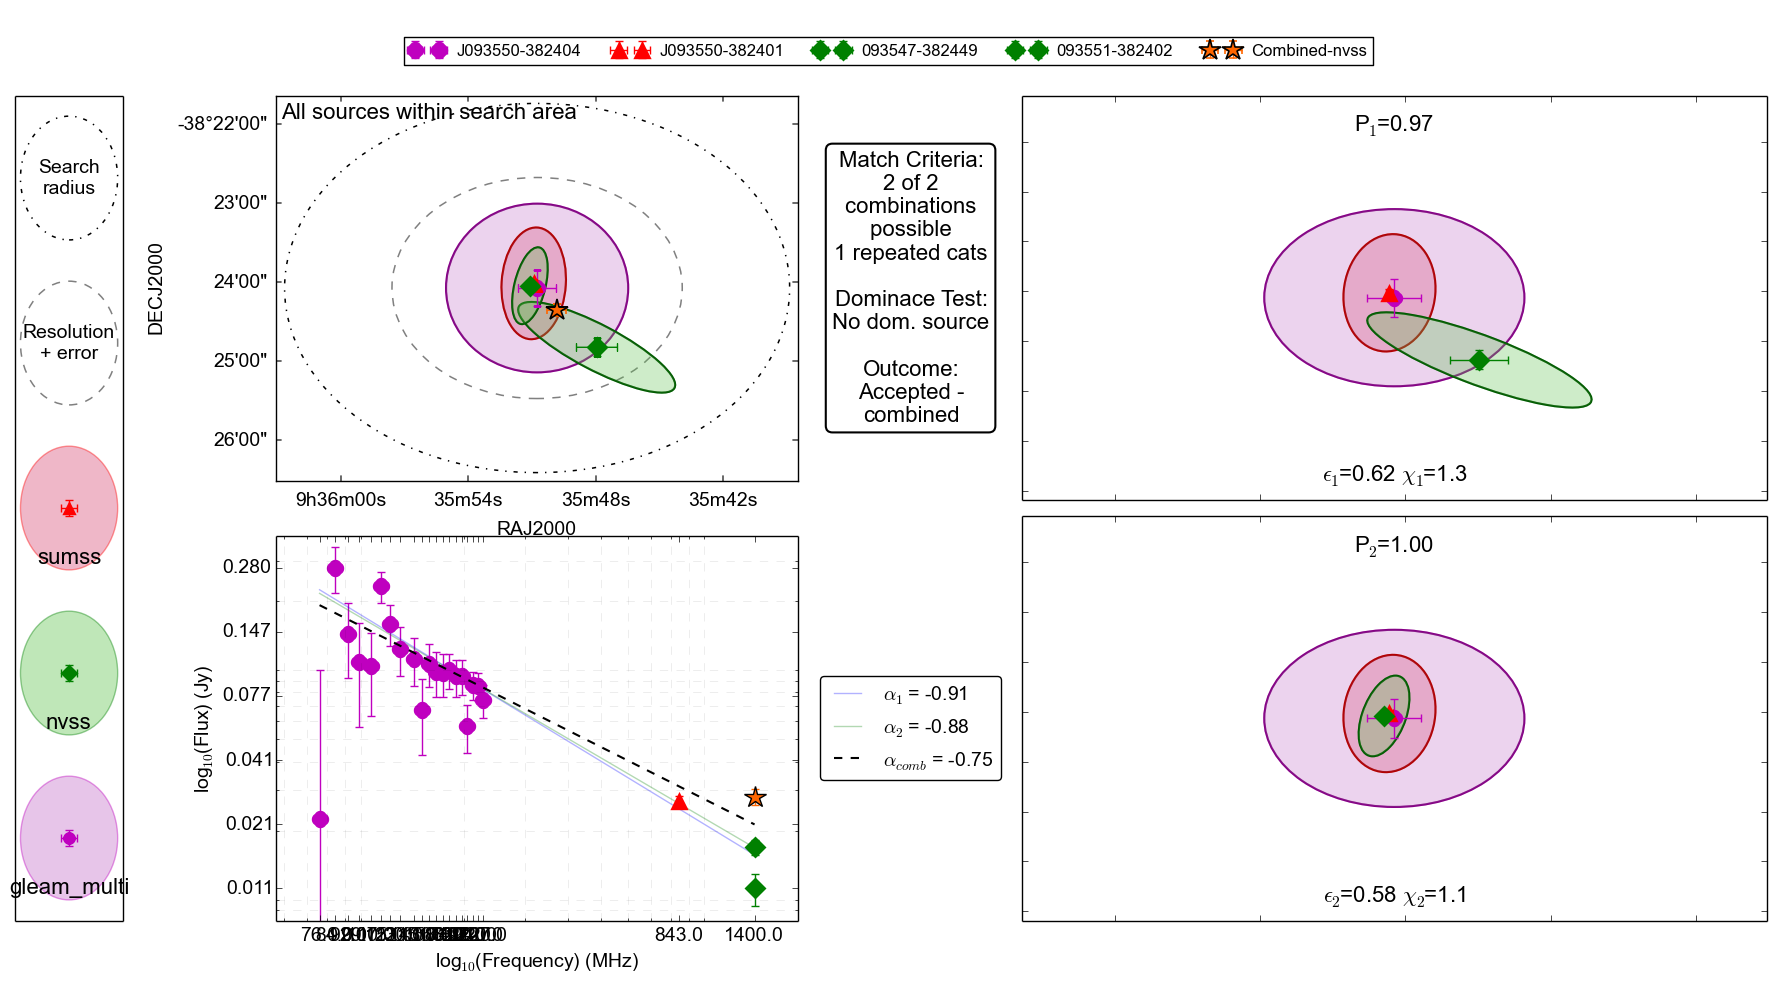 J093550-382404 J093550-382401 093547-382449 093551-382402 Combined-nvss
Search
radius
Resolution
+ error
sumss
nvss
gleam_multi
All sources within search area
-38°22'00"
23'00"
24'00"
25'00"
26'00"
DECJ2000
9h36m00s 35m54s 35m48s 35m42s
RAJ2000
Match Criteria:
2 of 2
combinations
possible
1 repeated cats
Dominace Test:
No dom. source
Outcome:
Accepted -
combined
P₁=0.97
ϵ₁=0.62 χ₁=1.3
0.280
0.147
0.077
0.041
0.021
0.011
log₁₀(Flux) (Jy)
843.0 1400.0
log₁₀(Frequency) (MHz)
α₁ = -0.91
α₂ = -0.88
α_comb = -0.75
P₂=1.00
ϵ₂=0.58 χ₂=1.1